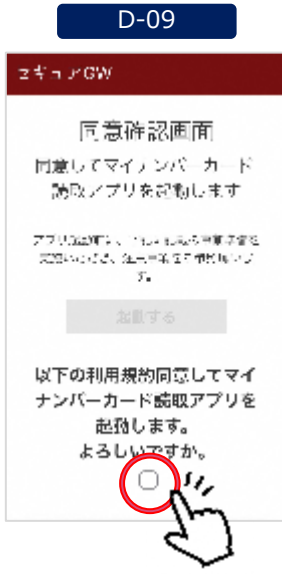 D-09
セキュアGW
同意確認画面
同意してマイナンバーカード
読取アプリを起動します
起動する
以下の利用規約同意してマイ
ナンバーカード読取アプリを
起動します。
よろしいですか。